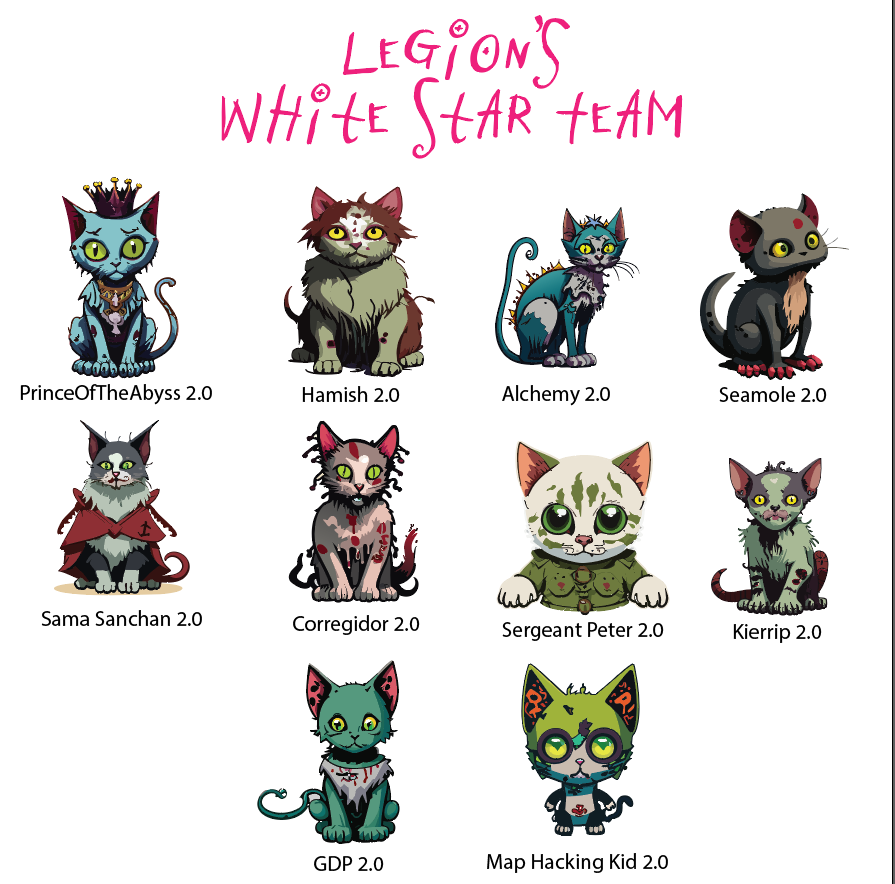 LEGION'S
WHITE STAR TEAM
PrinceOfTheAbyss 2.0
Hamish 2.0
Alchemy 2.0
Seamole 2.0
Sama Sanchan 2.0
Corregidor 2.0
Sergeant Peter 2.0
Kierrip 2.0
GDP 2.0
Map Hacking Kid 2.0